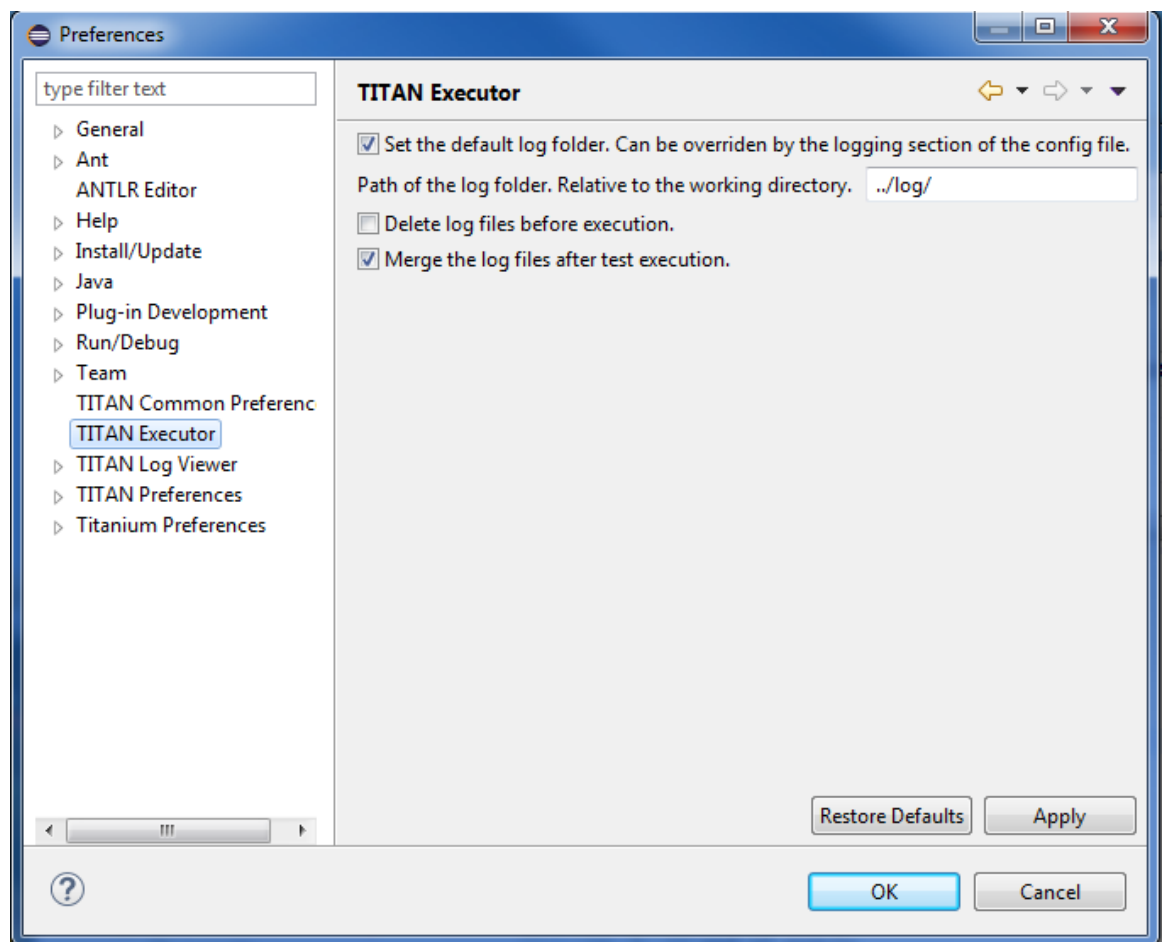 Preferences
type filter text
General
Ant
ANTLR Editor
Help
Install/Update
Java
Plug-in Development
Run/Debug
Team
TITAN Common Preferenc
TITAN Executor
TITAN Log Viewer
TITAN Preferences
Titanium Preferences
TITAN Executor
Set the default log folder. Can be overriden by the logging section of the config file.
Path of the log folder. Relative to the working directory. ../log/
Delete log files before execution.
Merge the log files after test execution.
Restore Defaults Apply
? OK Cancel